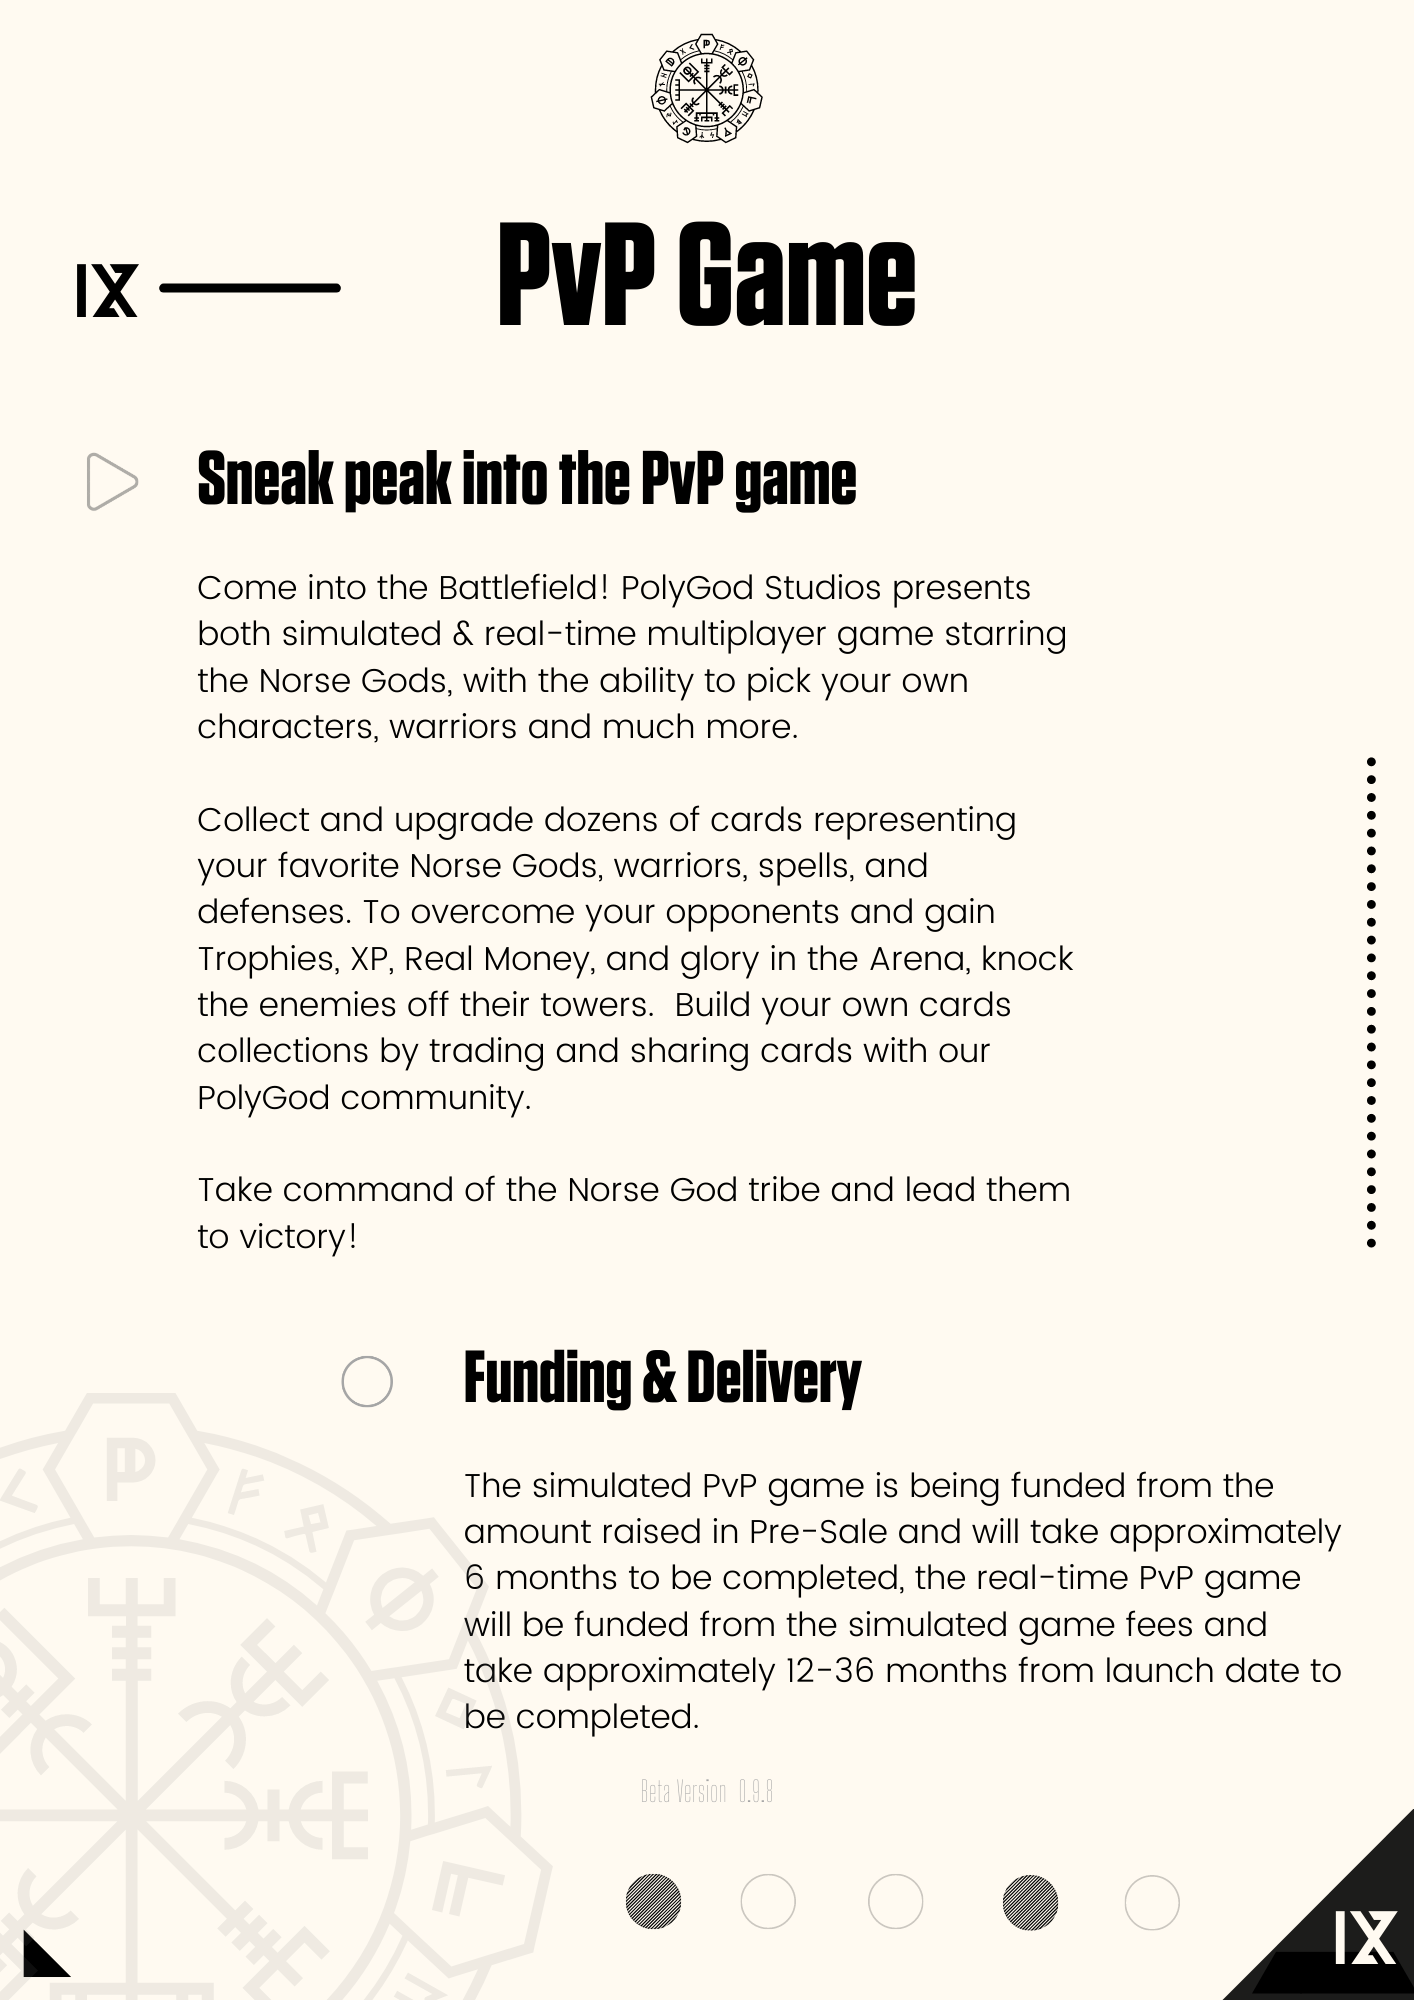 IX
PvP Game
Sneak peak into the PvP game
Come into the Battlefield! PolyGod Studios presents
both simulated & real-time multiplayer game starring
the Norse Gods, with the ability to pick your own
characters, warriors and much more.
Collect and upgrade dozens of cards representing
your favorite Norse Gods, warriors, spells, and
defenses. To overcome your opponents and gain
Trophies, XP, Real Money, and glory in the Arena, knock
the enemies off their towers.  Build your own cards
collections by trading and sharing cards with our
PolyGod community.
Take command of the Norse God tribe and lead them
to victory!
Funding & Delivery
The simulated PvP game is being funded from the
amount raised in Pre-Sale and will take approximately
6 months to be completed, the real-time PvP game
will be funded from the simulated game fees and
take approximately 12-36 months from launch date to
be completed.
Beta Version 0.9.8
IX